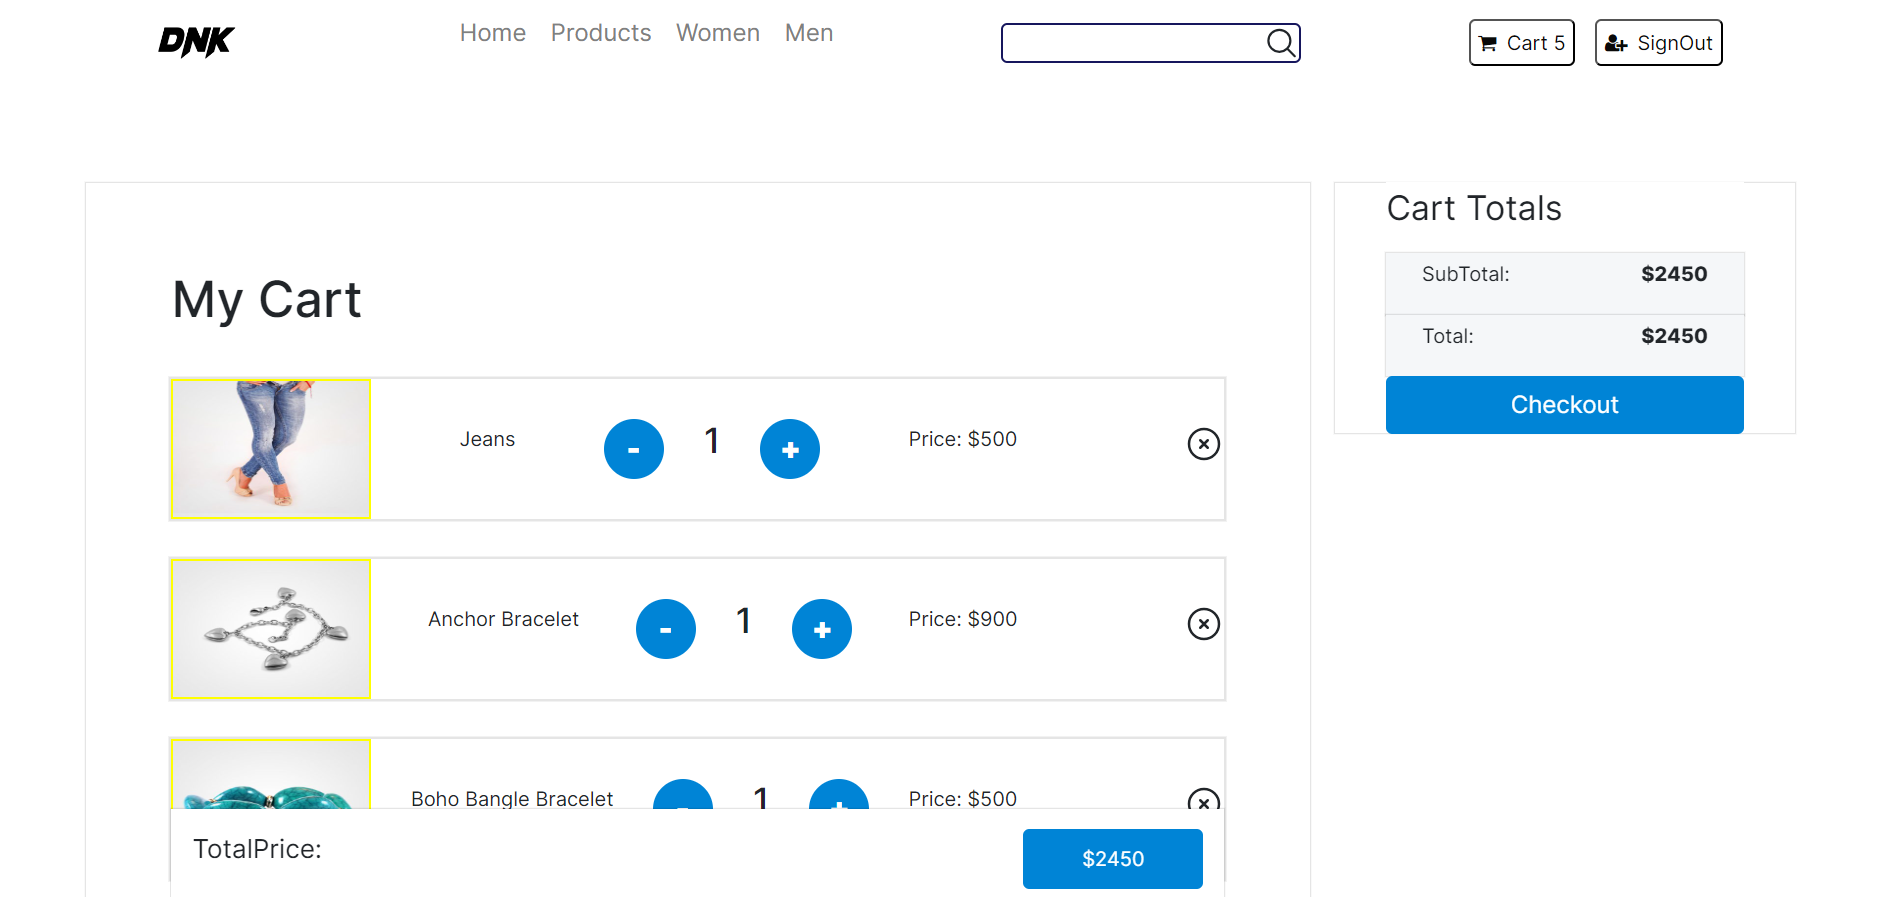 DNK
Home Products Women Men
Cart 5
SignOut
My Cart
Jeans - 1 + Price: $500
Anchor Bracelet - 1 + Price: $900
Boho Bangle Bracelet - 1 + Price: $500
TotalPrice: $2450
Cart Totals
SubTotal: $2450
Total: $2450
Checkout